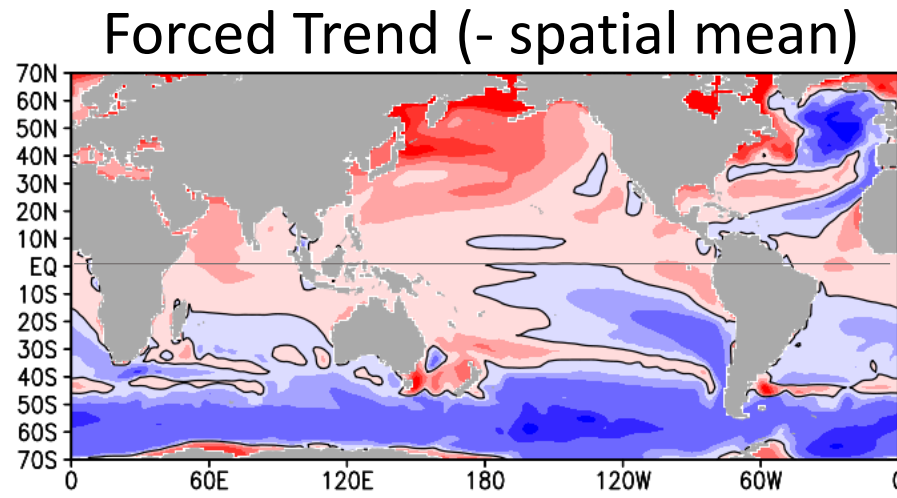 Forced Trend (- spatial mean)
70N
60N
50N
40N
30N
20N
10N
EQ
10S
20S
30S
40S
50S
60S
70S
0 60E 120E 180 120W 60W 0